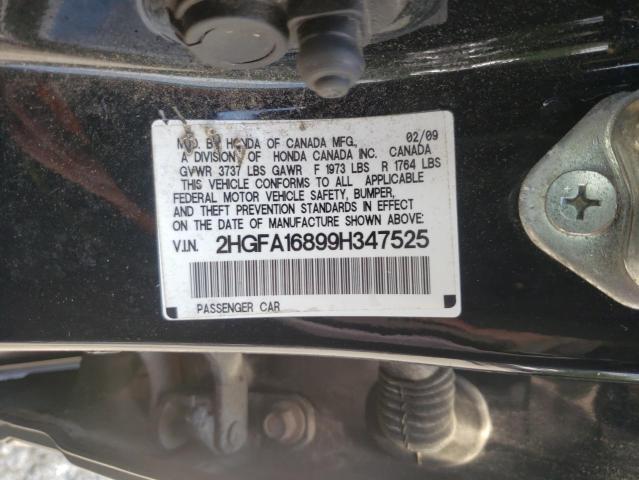 MFD. BY HONDA OF CANADA MFG., 02/09
A DIVISION OF HONDA CANADA INC. CANADA
GVWR 3737 LBS GAWR F 1973 LBS R 1764 LBS
THIS VEHICLE CONFORMS TO ALL APPLICABLE
FEDERAL MOTOR VEHICLE SAFETY, BUMPER,
AND THEFT PREVENTION STANDARDS IN EFFECT
ON THE DATE OF MANUFACTURE SHOWN ABOVE:
V.I.N. 2HGFA16899H347525
PASSENGER CAR